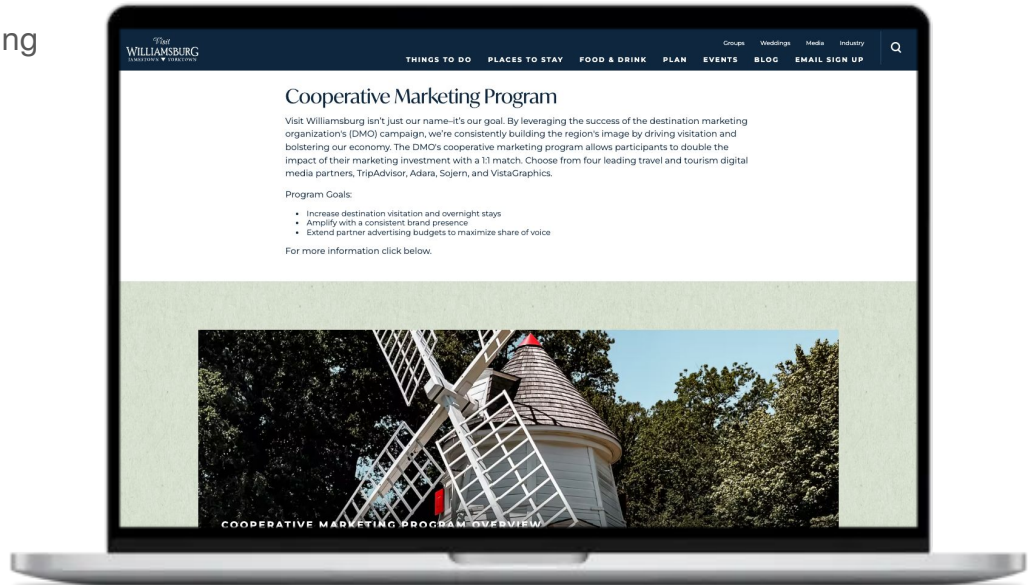 ng
Visit
WILLIAMSBURG
JAMESTOWN YORKTOWN
Groups Weddings Media Industry
THINGS TO DO PLACES TO STAY FOOD & DRINK PLAN EVENTS BLOG EMAIL SIGN UP
Cooperative Marketing Program
Visit Williamsburg isn't just our name–it's our goal. By leveraging the success of the destination marketing
organization's (DMO) campaign, we're consistently building the region's image by driving visitation and
bolstering our economy. The DMO's cooperative marketing program allows participants to double the
impact of their marketing investment with a 1:1 match. Choose from four leading travel and tourism digital
media partners, TripAdvisor, Adara, Sojern, and VistaGraphics.
Program Goals:
• Increase destination visitation and overnight stays
• Amplify with a consistent brand presence
• Extend partner advertising budgets to maximize share of voice
For more information click below.
COOPERATIVE MARKETING PROGRAM OVERVIEW